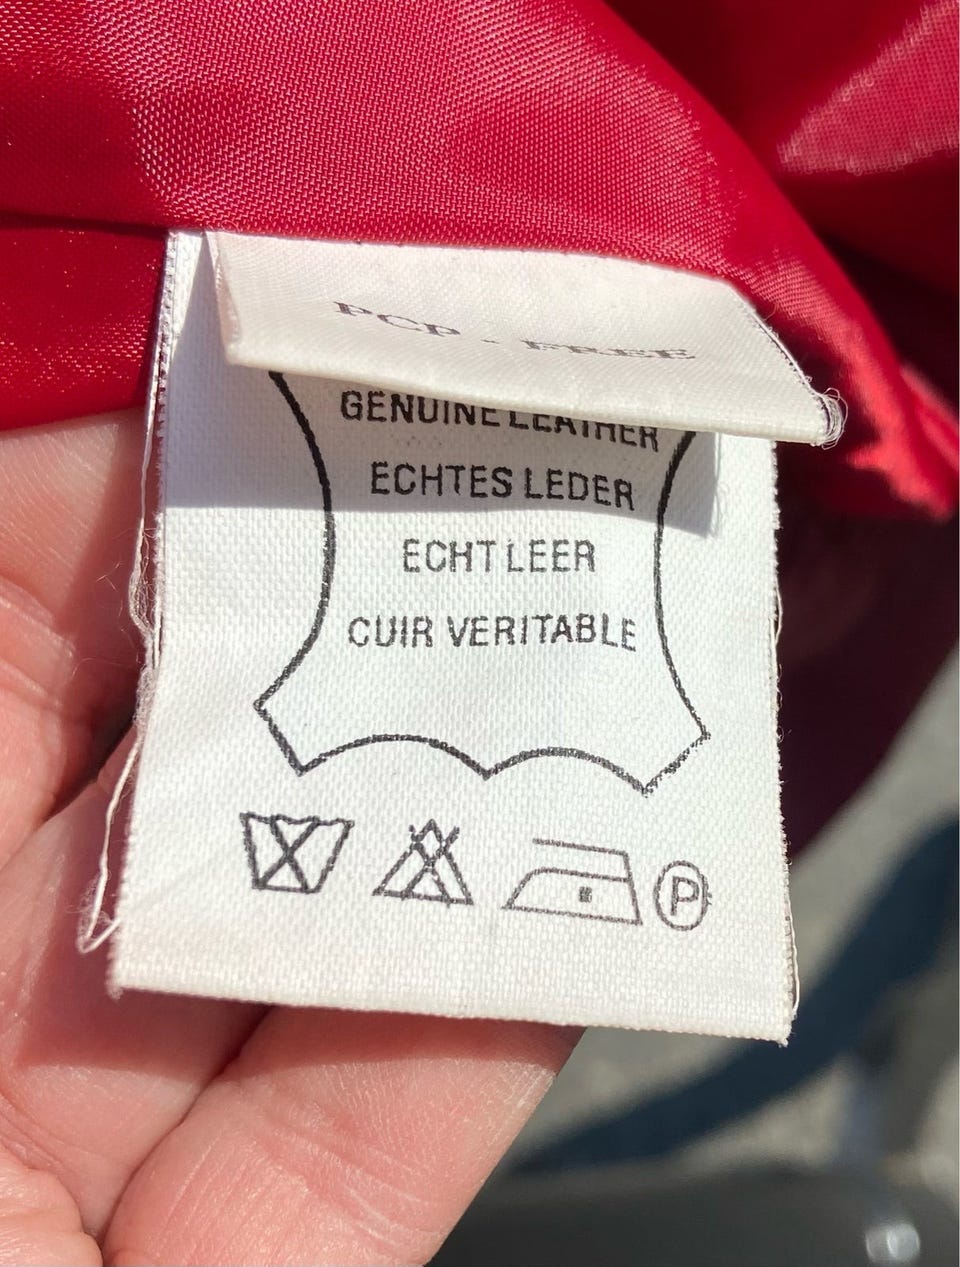 PCP - FREE
GENUINE LEATHER
ECHTES LEDER
ECHT LEER
CUIR VERITABLE
P